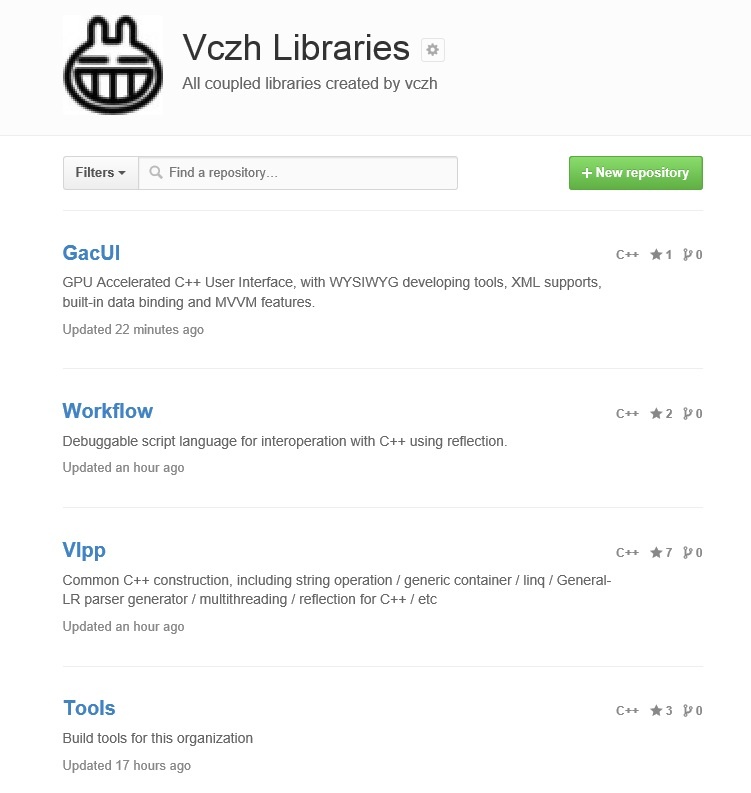 Vczh Libraries
All coupled libraries created by vczh
Filters
Find a repository...
New repository
GacUI
C++ 1 0
GPU Accelerated C++ User Interface, with WYSIWYG developing tools, XML supports,
built-in data binding and MVVM features.
Updated 22 minutes ago
Workflow
C++ 2 0
Debuggable script language for interoperation with C++ using reflection.
Updated an hour ago
Vlpp
C++ 7 0
Common C++ construction, including string operation / generic container / linq / General-
LR parser generator / multithreading / reflection for C++ / etc
Updated an hour ago
Tools
C++ 3 0
Build tools for this organization
Updated 17 hours ago